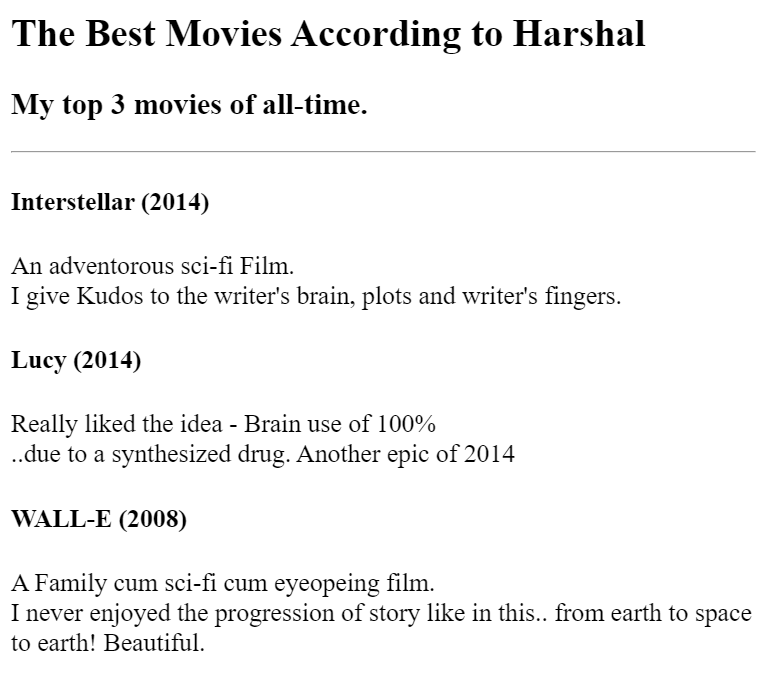 The Best Movies According to Harshal
My top 3 movies of all-time.
Interstellar (2014)
An adventorous sci-fi Film.
I give Kudos to the writer's brain, plots and writer's fingers.
Lucy (2014)
Really liked the idea - Brain use of 100%
..due to a synthesized drug. Another epic of 2014
WALL-E (2008)
A Family cum sci-fi cum eyeopeing film.
I never enjoyed the progression of story like in this.. from earth to space
to earth! Beautiful.